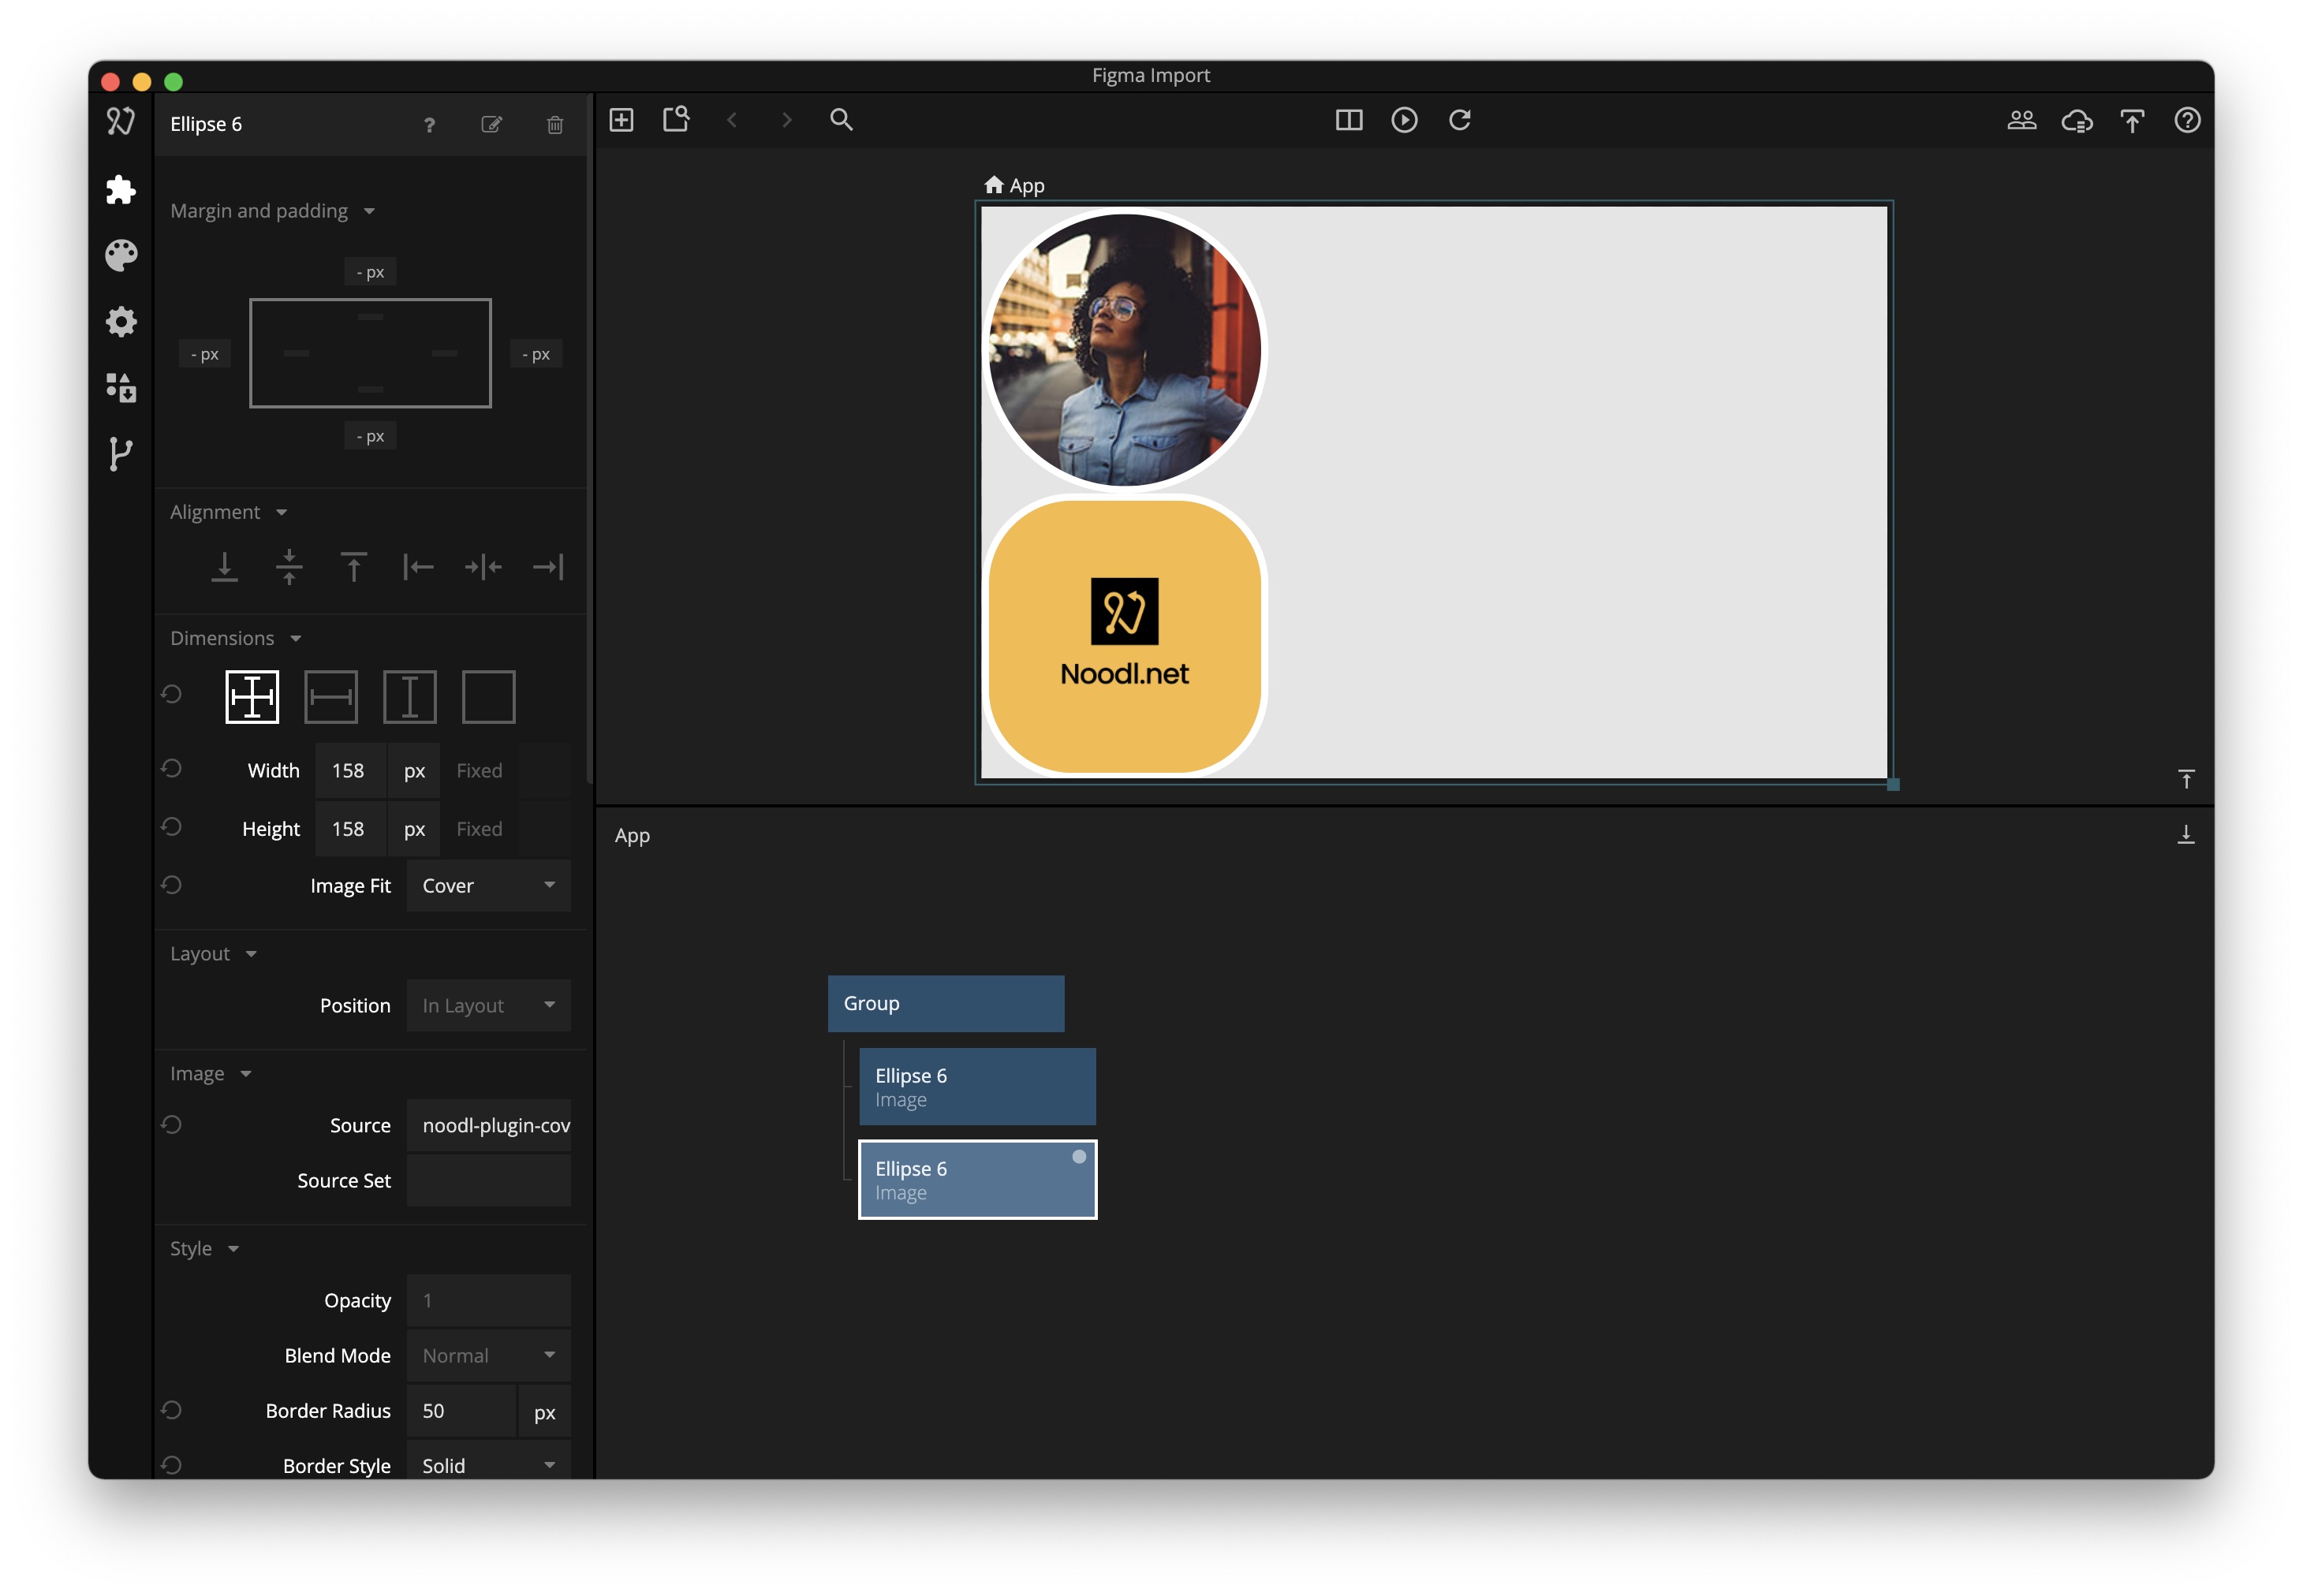 Figma Import
Ellipse 6
?
Margin and padding
- px
- px
- px
- px
Alignment
Dimensions
Width 158 px Fixed
Height 158 px Fixed
Image Fit Cover
Layout
Position In Layout
Image
Source noodl-plugin-cov
Source Set
Style
Opacity 1
Blend Mode Normal
Border Radius 50 px
Border Style Solid
App
Noodl.net
App
Group
Ellipse 6
Image
Ellipse 6
Image